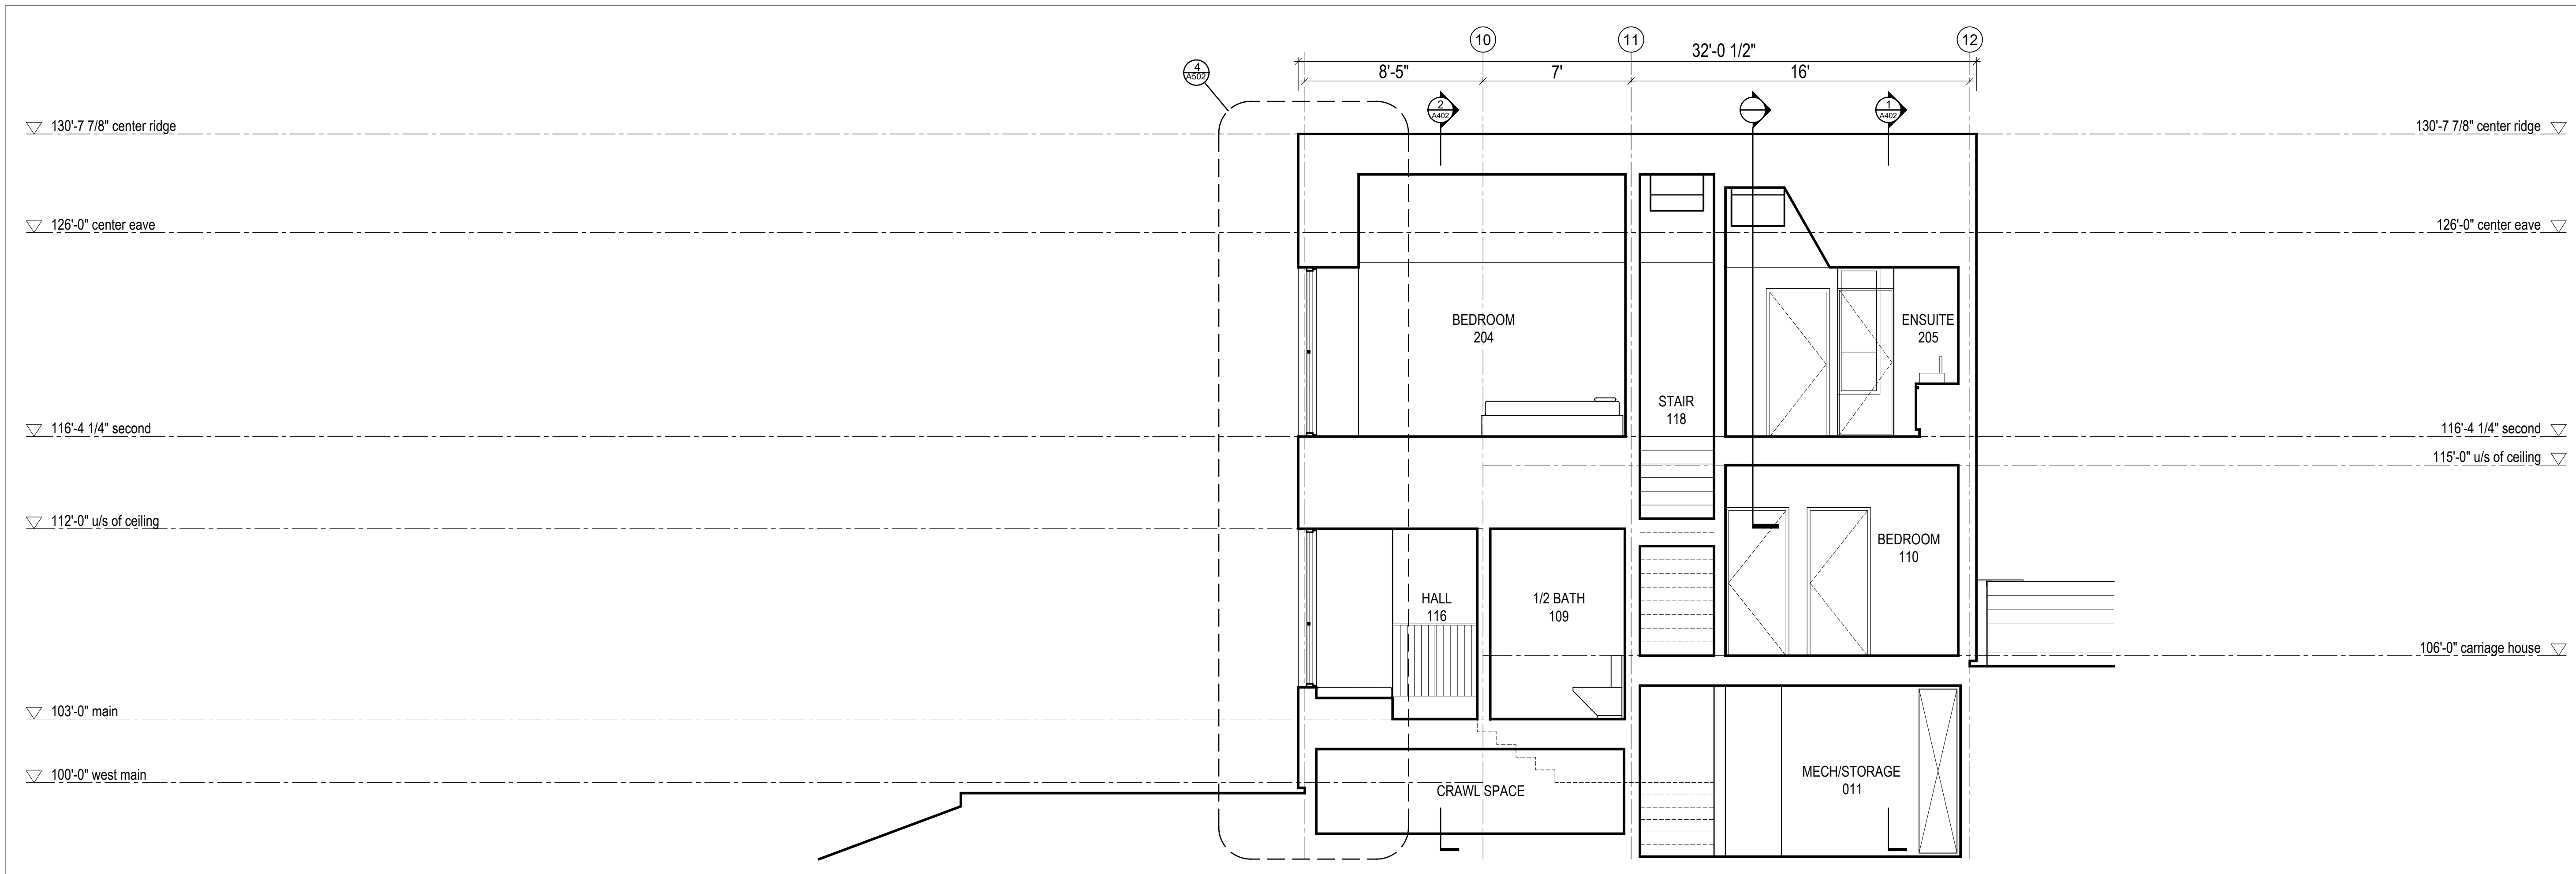 10
11
12
32'-0 1/2"
8'-5"
7'
16'
4
A502
2
A402
1
A402
130'-7 7/8" center ridge
130'-7 7/8" center ridge
126'-0" center eave
126'-0" center eave
BEDROOM
204
ENSUITE
205
STAIR
118
116'-4 1/4" second
116'-4 1/4" second
115'-0" u/s of ceiling
112'-0" u/s of ceiling
BEDROOM
110
HALL
116
1/2 BATH
109
106'-0" carriage house
103'-0" main
100'-0" west main
MECH/STORAGE
011
CRAWL SPACE